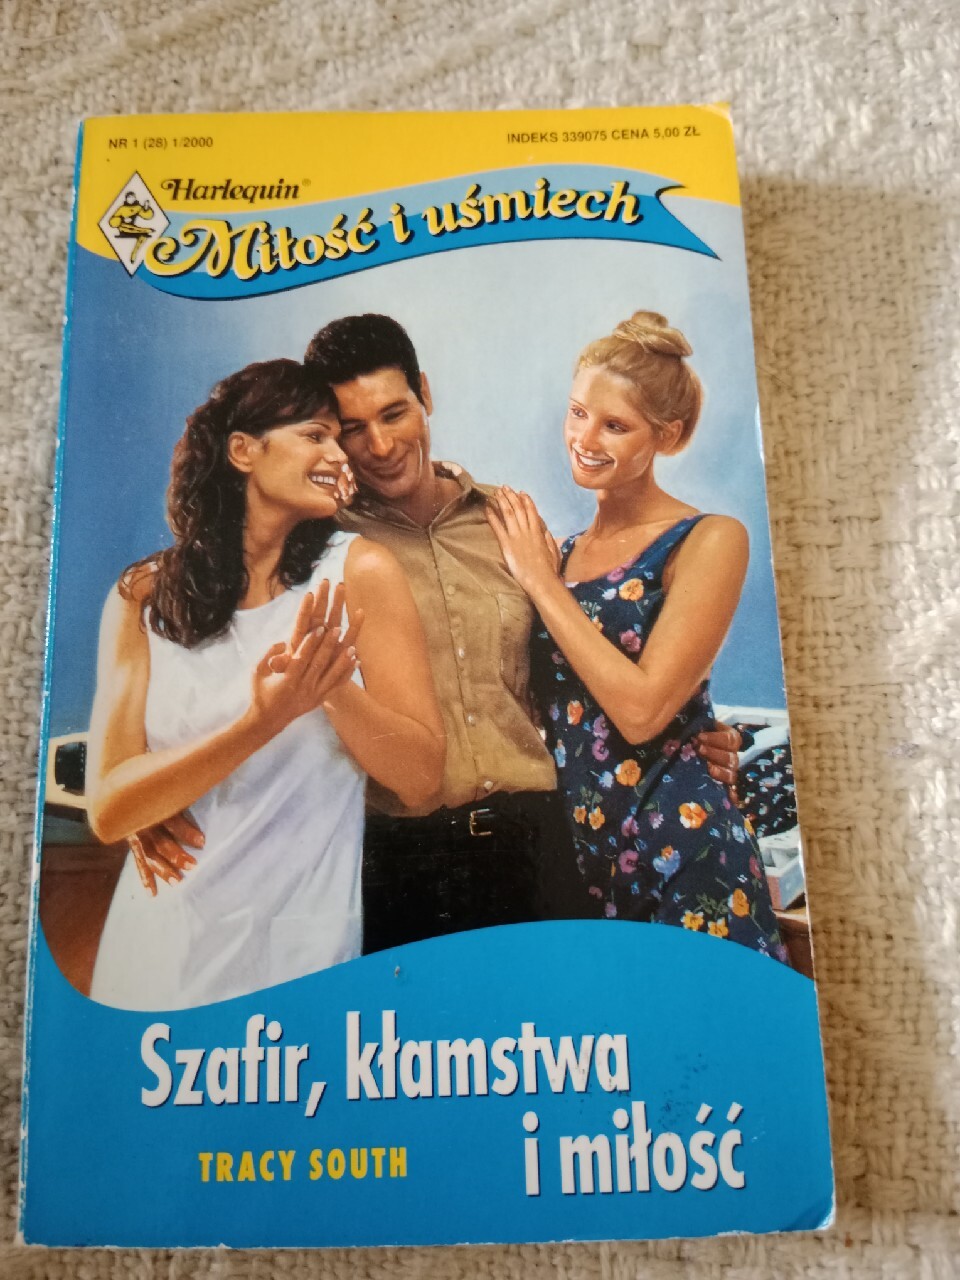 NR 1 (28) 1/2000
INDEKS 339075 CENA 5,00 ZŁ
Harlequin®
Miłość i uśmiech
Szafir, kłamstwa
i miłość
TRACY SOUTH